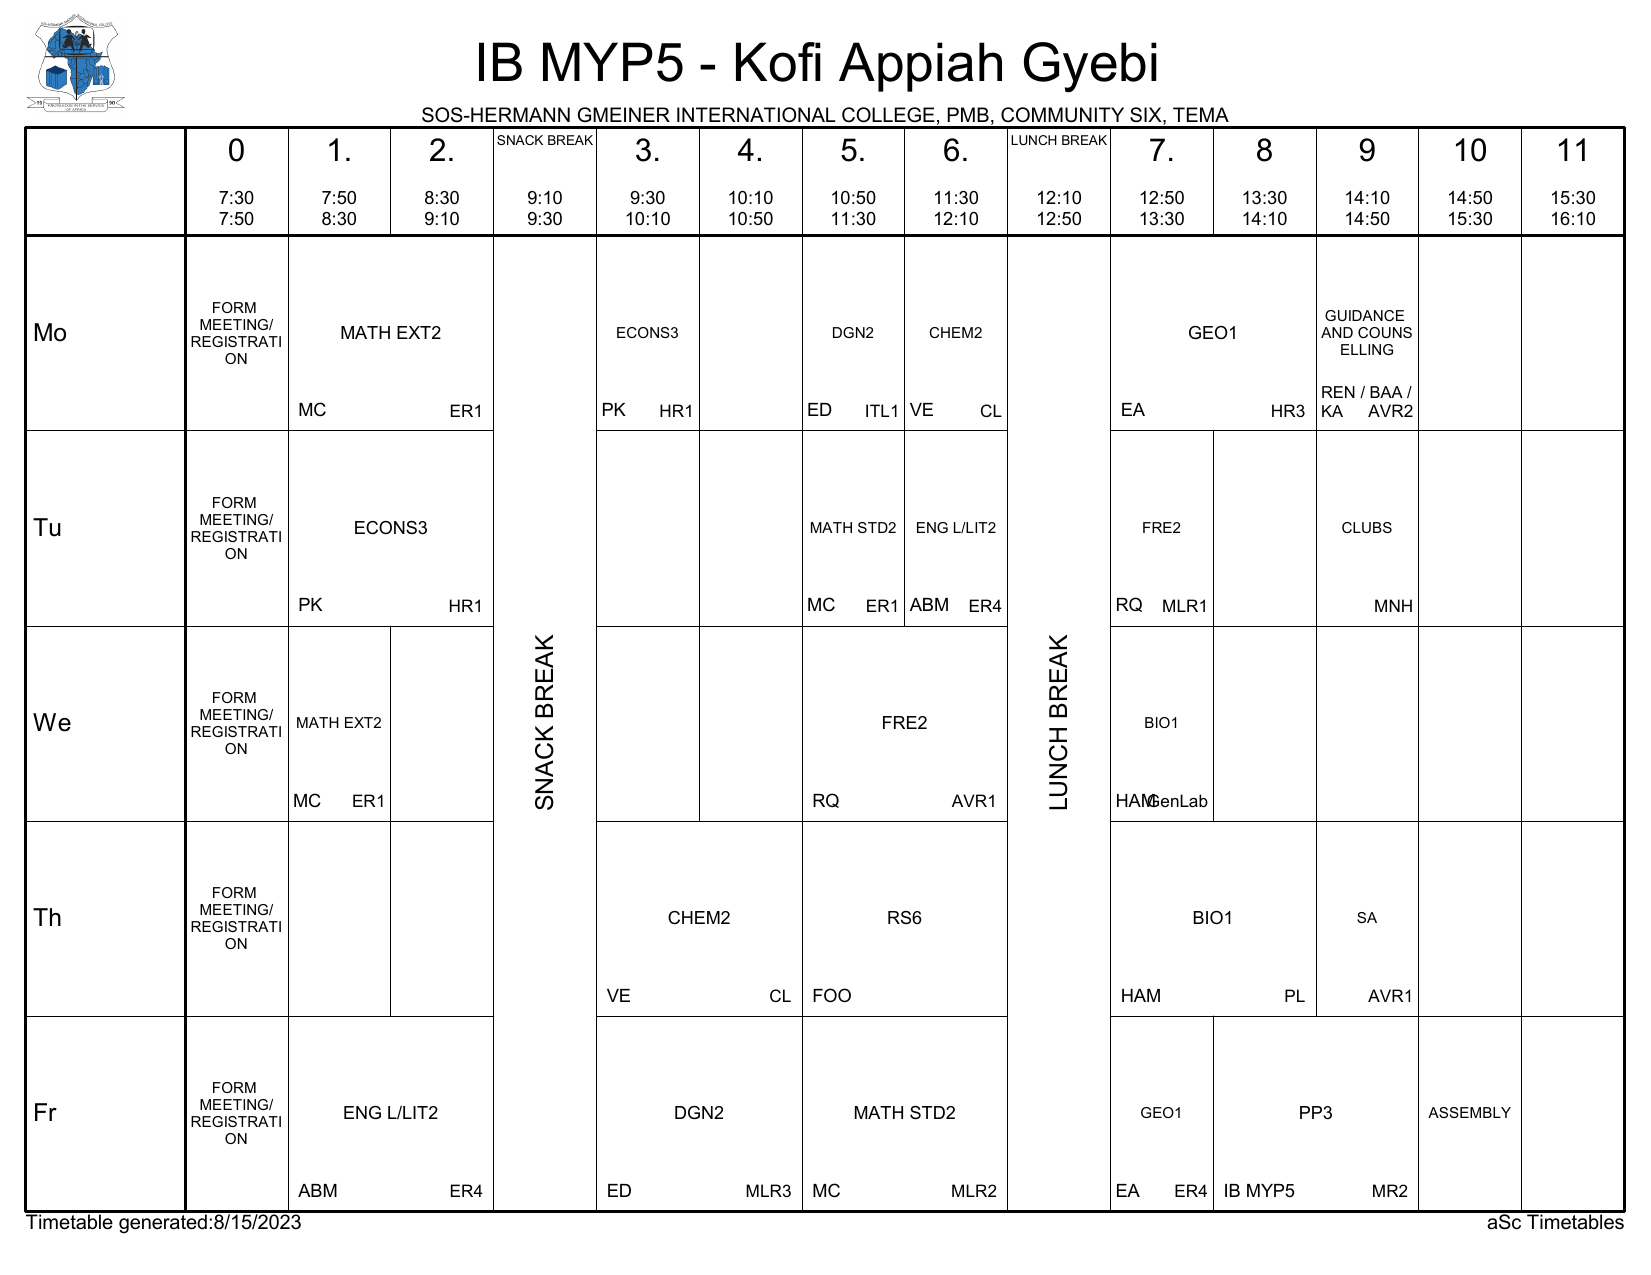 IB MYP5 - Kofi Appiah Gyebi
SOS-HERMANN GMEINER INTERNATIONAL COLLEGE, PMB, COMMUNITY SIX, TEMA
0 1. 2. SNACK BREAK 3. 4. 5. 6. LUNCH BREAK 7. 8 9 10 11
7:30 7:50 8:30 9:10 9:30 10:10 10:50 11:30 12:10 12:50 13:30 14:10 14:50 15:30
7:50 8:30 9:10 9:30 10:10 10:50 11:30 12:10 12:50 13:30 14:10 14:50 15:30 16:10
Mo
FORM
MEETING/
REGISTRATI
ON
MATH EXT2
MC ER1
ECONS3
PK HR1
DGN2
ED ITL1
CHEM2
VE CL
GEO1
EA HR3
GUIDANCE
AND COUNS
ELLING
REN / BAA /
KA AVR2
Tu
FORM
MEETING/
REGISTRATI
ON
ECONS3
PK HR1
MATH STD2
MC ER1
ENG L/LIT2
ABM ER4
FRE2
RQ MLR1
CLUBS
MNH
We
FORM
MEETING/
REGISTRATI
ON
MATH EXT2
MC ER1
SNACK BREAK
FRE2
RQ AVR1
LUNCH BREAK
BIO1
HAM GenLab
Th
FORM
MEETING/
REGISTRATI
ON
CHEM2
VE CL
RS6
FOO
BIO1
HAM PL
SA
AVR1
Fr
FORM
MEETING/
REGISTRATI
ON
ENG L/LIT2
ABM ER4
DGN2
ED MLR3
MATH STD2
MC MLR2
GEO1
EA ER4
PP3
IB MYP5 MR2
ASSEMBLY
Timetable generated:8/15/2023
aSc Timetables